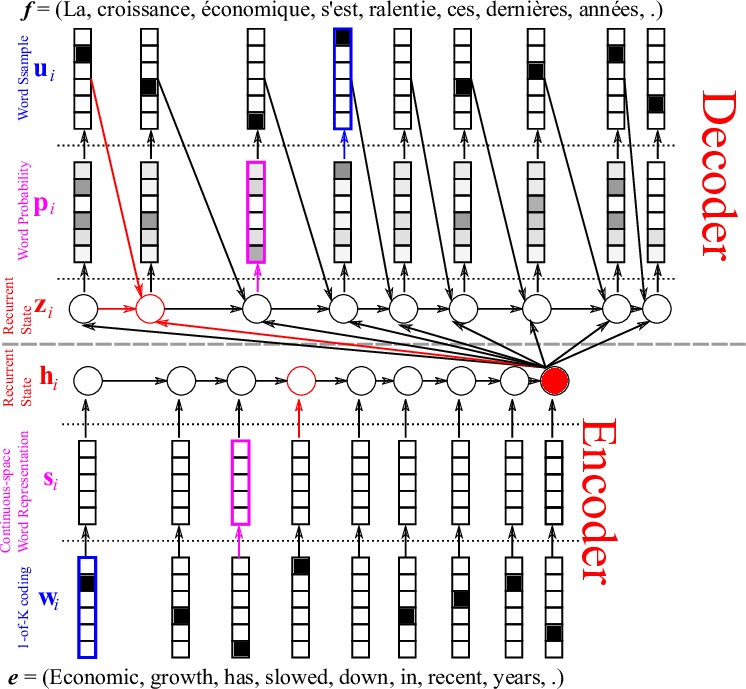 f = (La, croissance, économique, s'est, ralentie, ces, dernières, années, .)
Word Ssample
u_i
Word Probability
p_i
Decoder
Recurrent
State
z_i
Recurrent
State
h_i
Continuous-space
Word Representation
s_i
Encoder
1-of-K coding
w_i
e = (Economic, growth, has, slowed, down, in, recent, years, .)